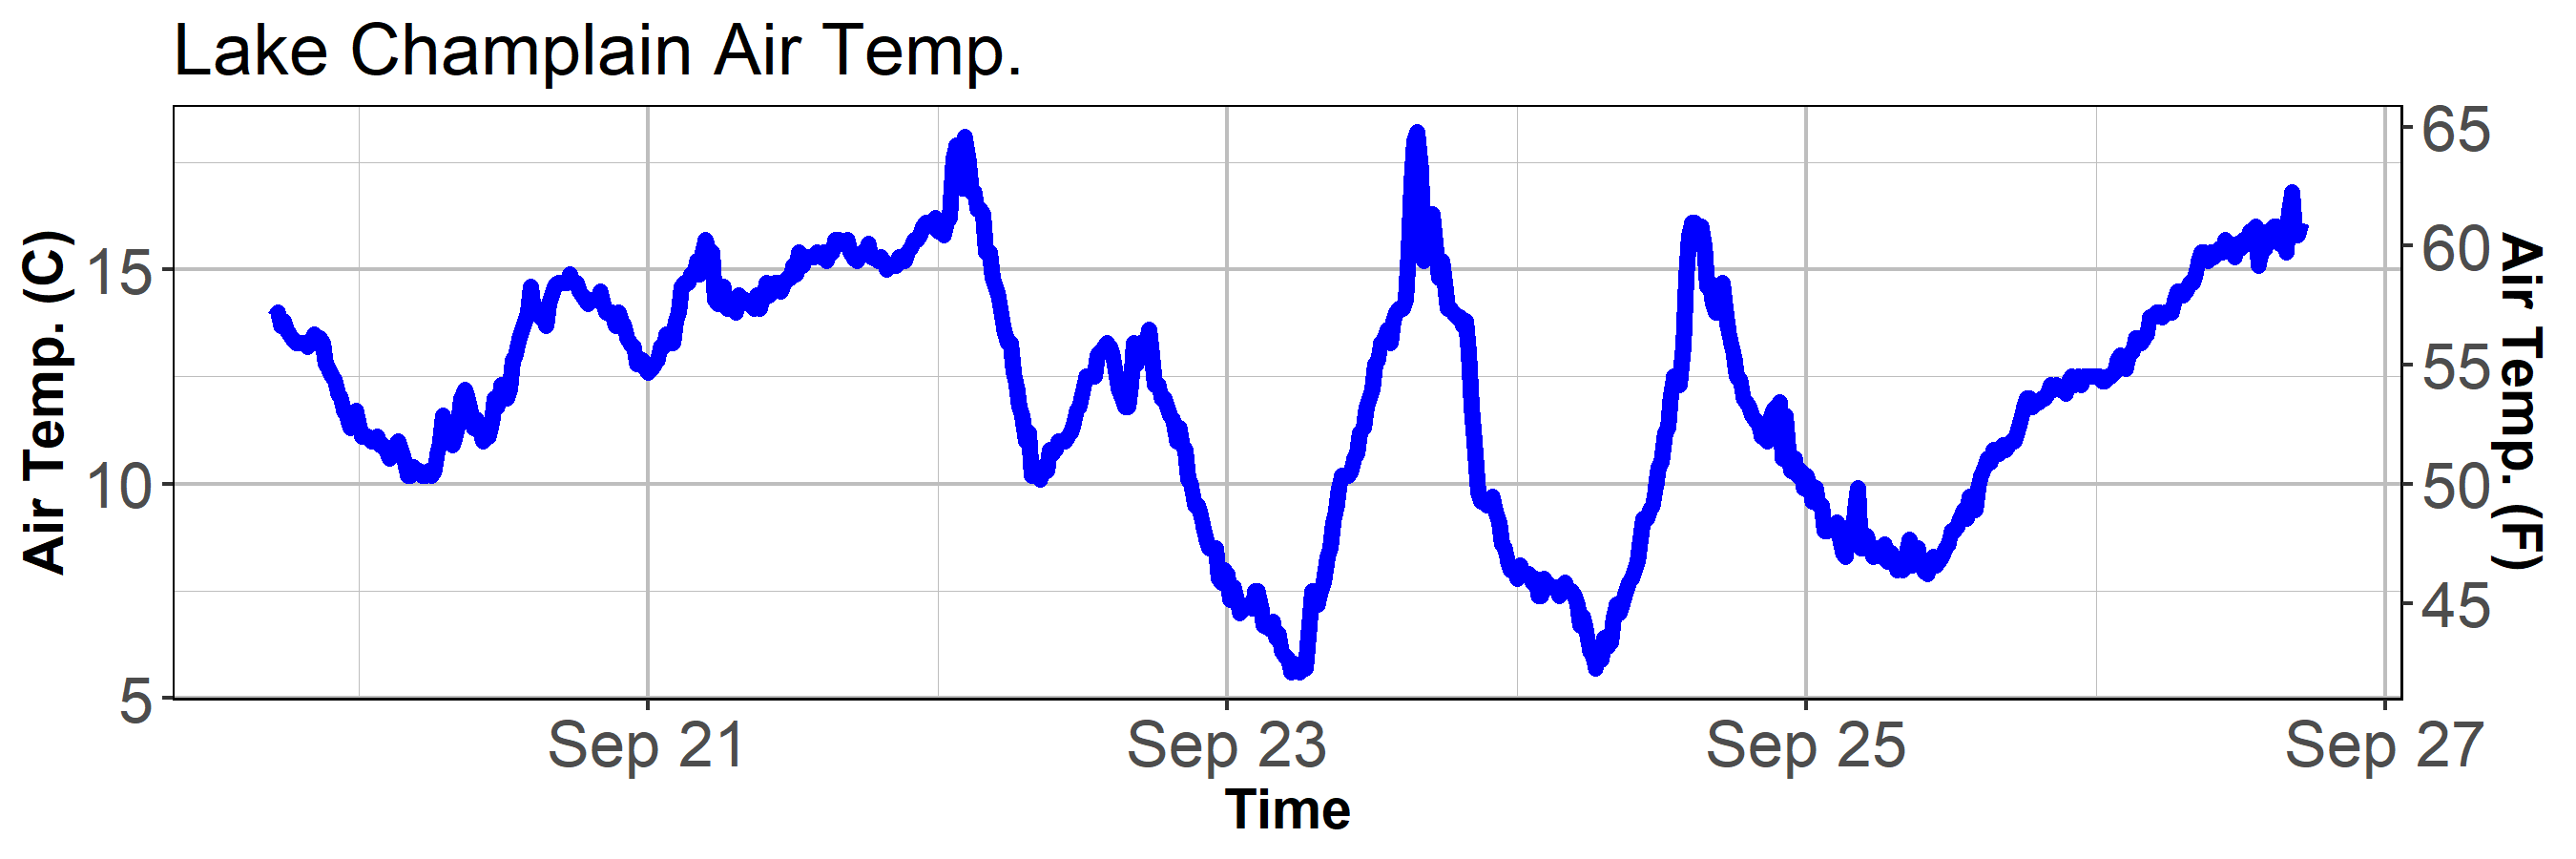 Lake Champlain Air Temp.
Air Temp. (C)
15
10
5
65
60
55
50
45
Air Temp. (F)
Sep 21
Sep 23
Sep 25
Sep 27
Time